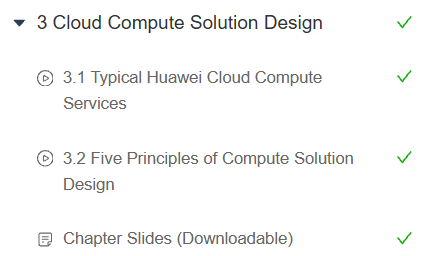 3 Cloud Compute Solution Design
3.1 Typical Huawei Cloud Compute
Services
3.2 Five Principles of Compute Solution
Design
Chapter Slides (Downloadable)